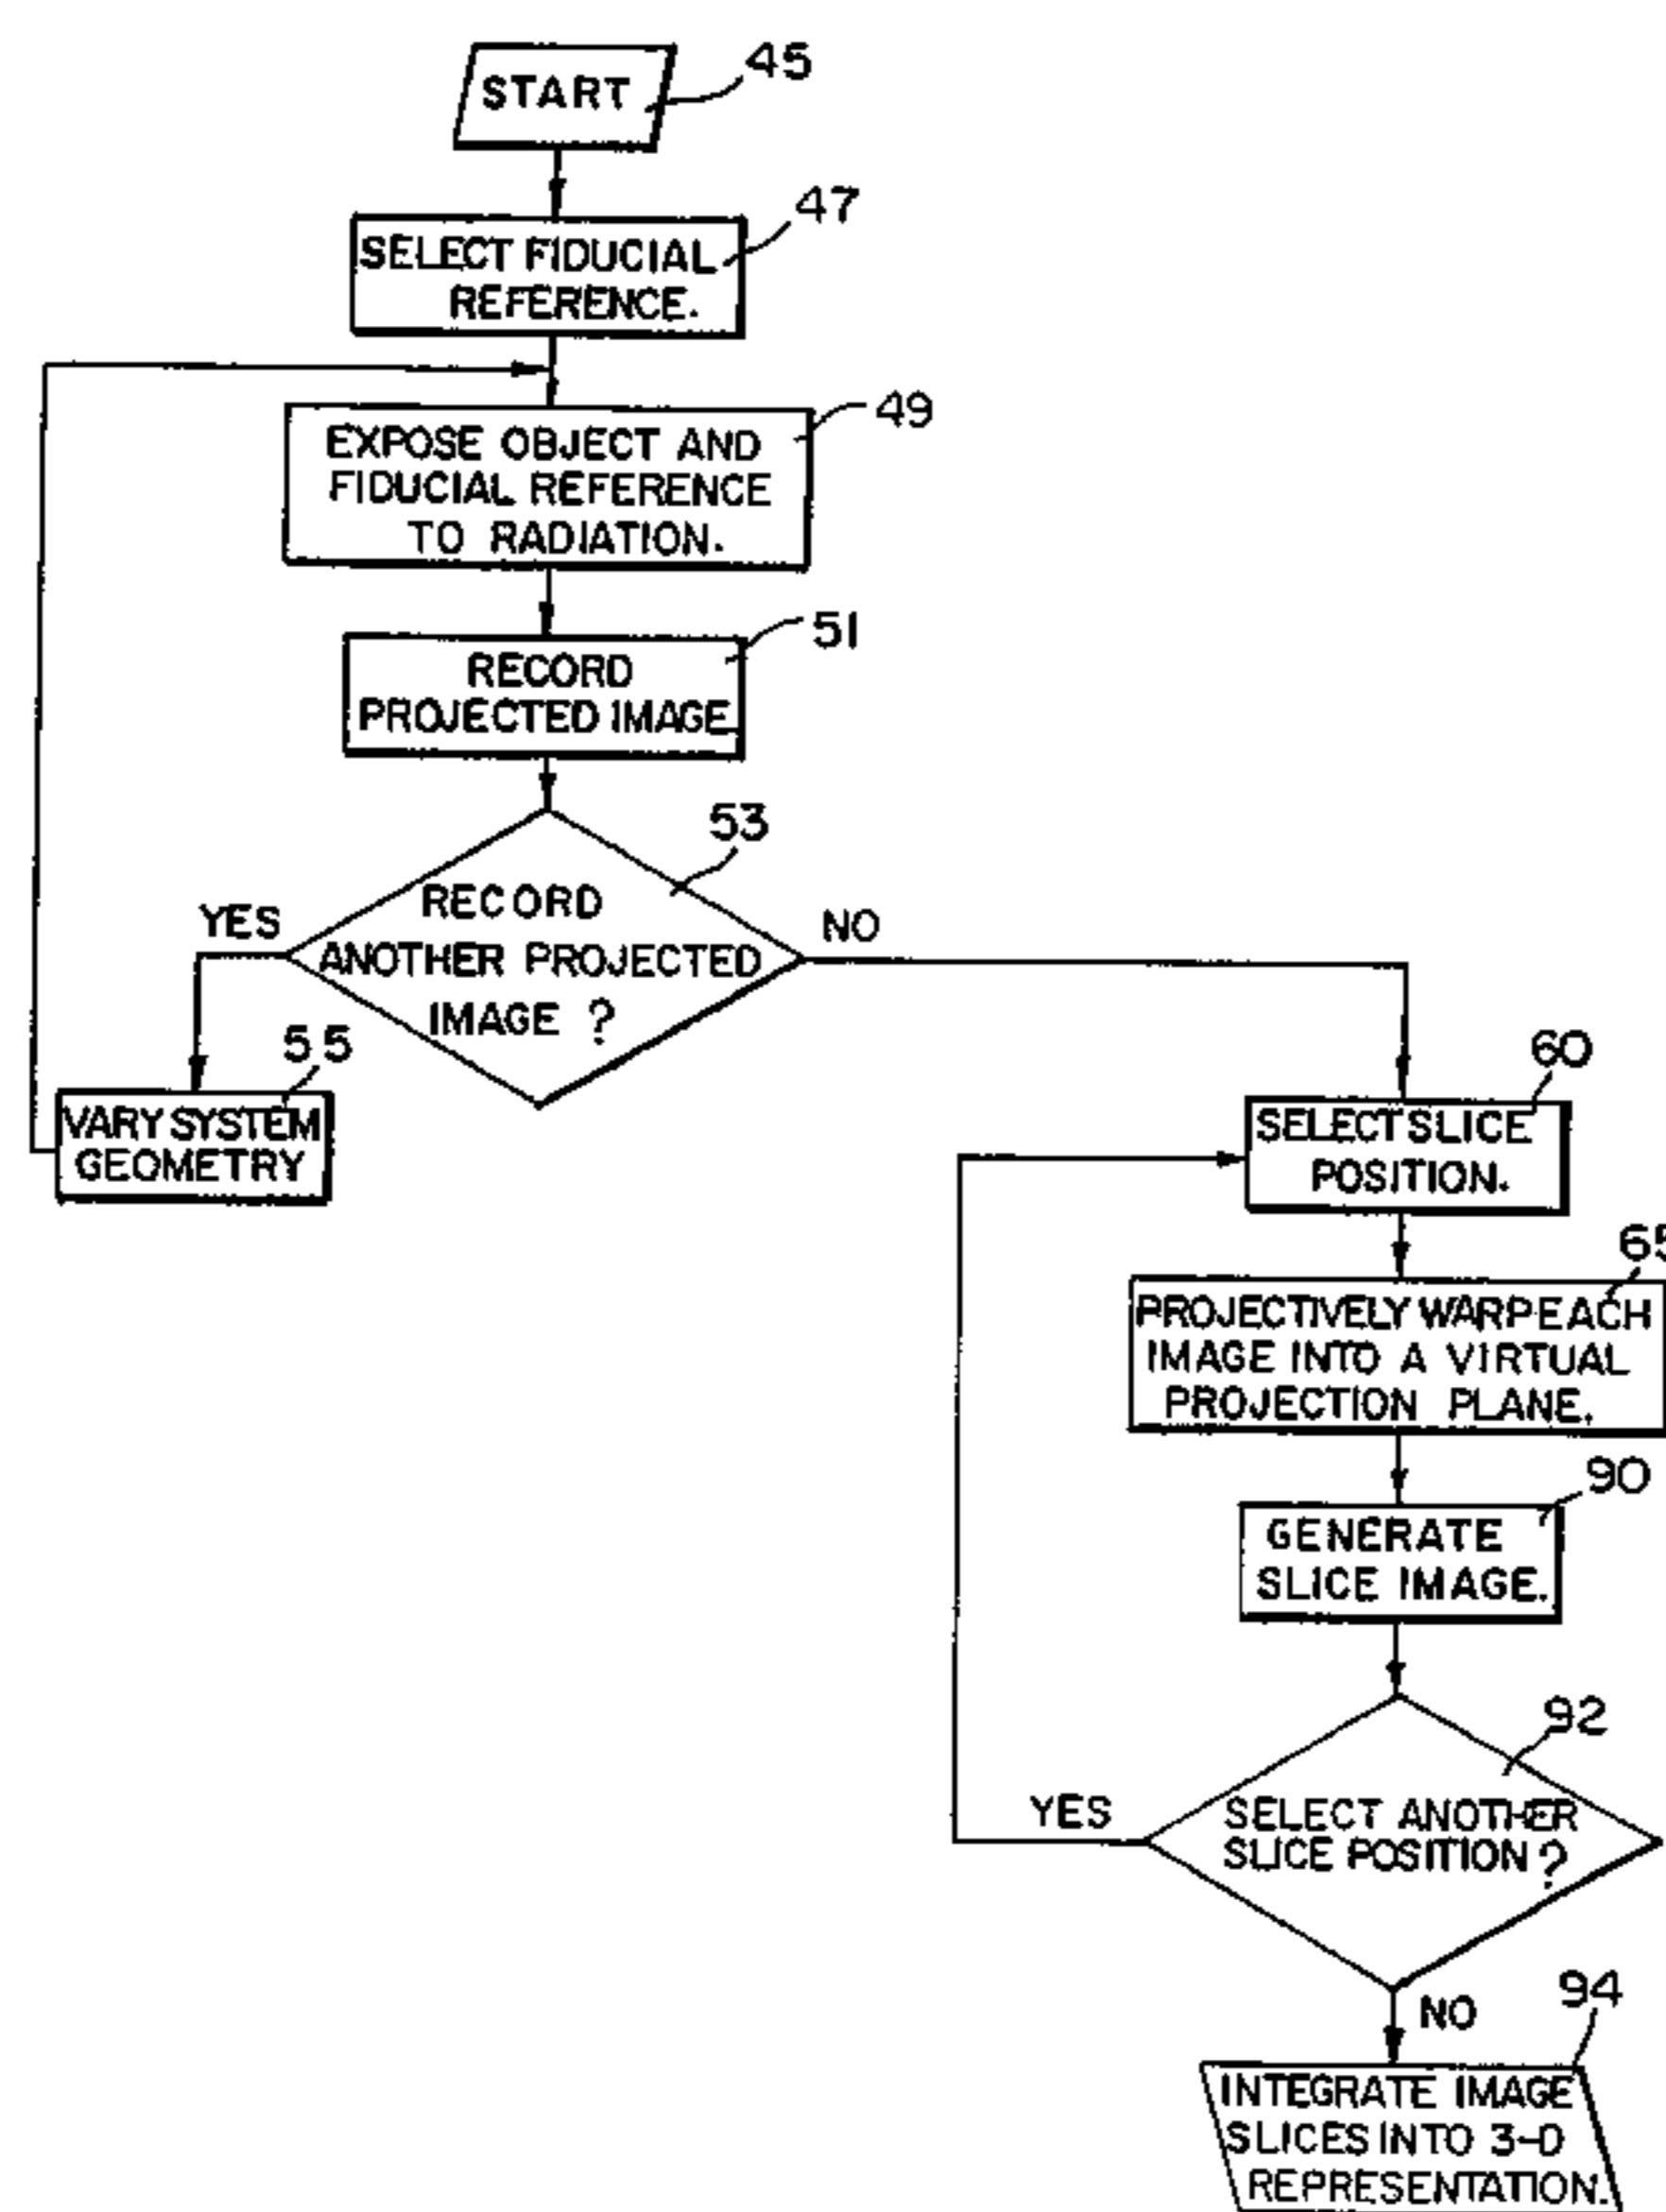 START
45
SELECT FIDUCIAL
REFERENCE.
47
EXPOSE OBJECT AND
FIDUCIAL REFERENCE
TO RADIATION.
49
RECORD
PROJECTED IMAGE
51
RECORD
ANOTHER PROJECTED
IMAGE ?
53
YES
NO
VARY SYSTEM
GEOMETRY
55
SELECT SLICE
POSITION.
60
PROJECTIVELY WARP EACH
IMAGE INTO A VIRTUAL
PROJECTION PLANE.
65
GENERATE
SLICE IMAGE.
90
SELECT ANOTHER
SLICE POSITION?
92
YES
NO
INTEGRATE IMAGE
SLICES INTO 3-D
REPRESENTATION.
94